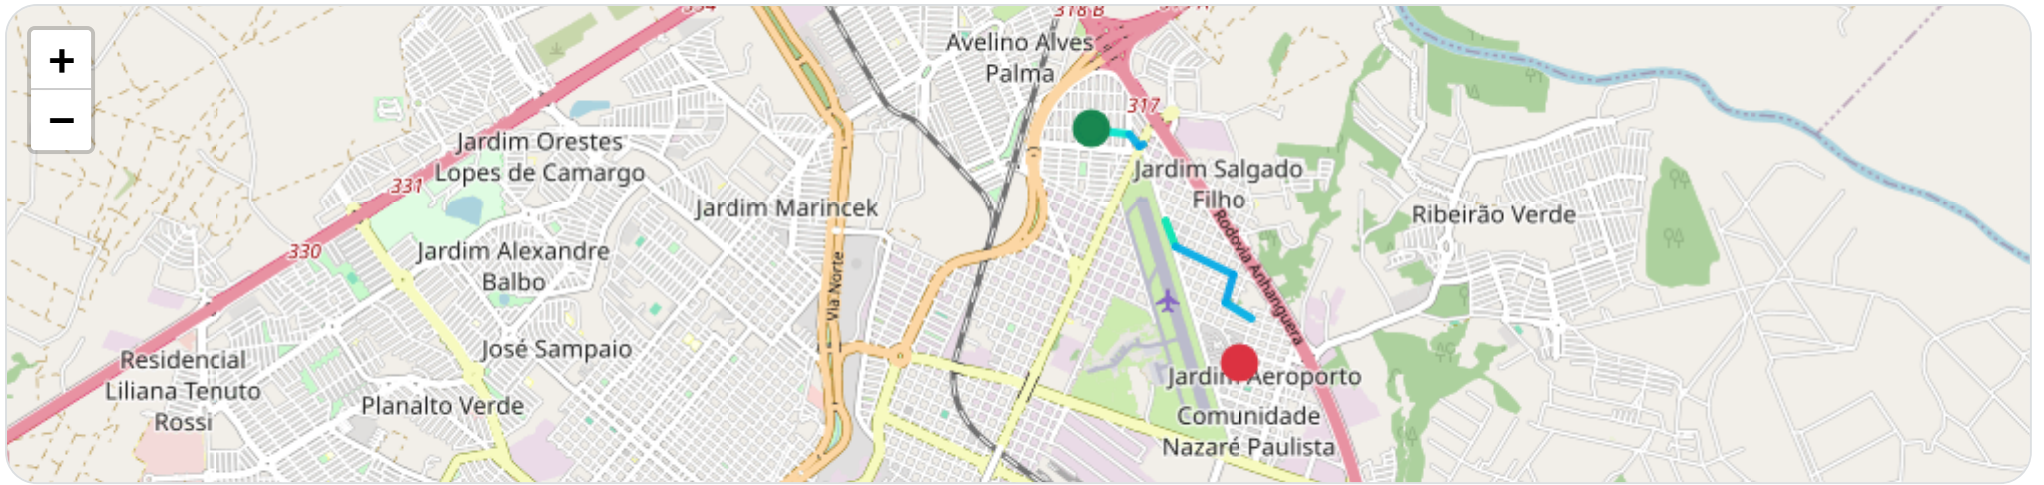 +
−
334
318 B
Avelino Alves
Palma
317
Jardim Orestes
Lopes de Camargo
331
Jardim Salgado
Filho
Jardim Marincek
Ribeirão Verde
330
Jardim Alexandre
Balbo
Via Norte
Rodovia Anhanguera
José Sampaio
Residencial
Liliana Tenuto
Rossi
Planalto Verde
Jardim Aeroporto
Comunidade
Nazaré Paulista